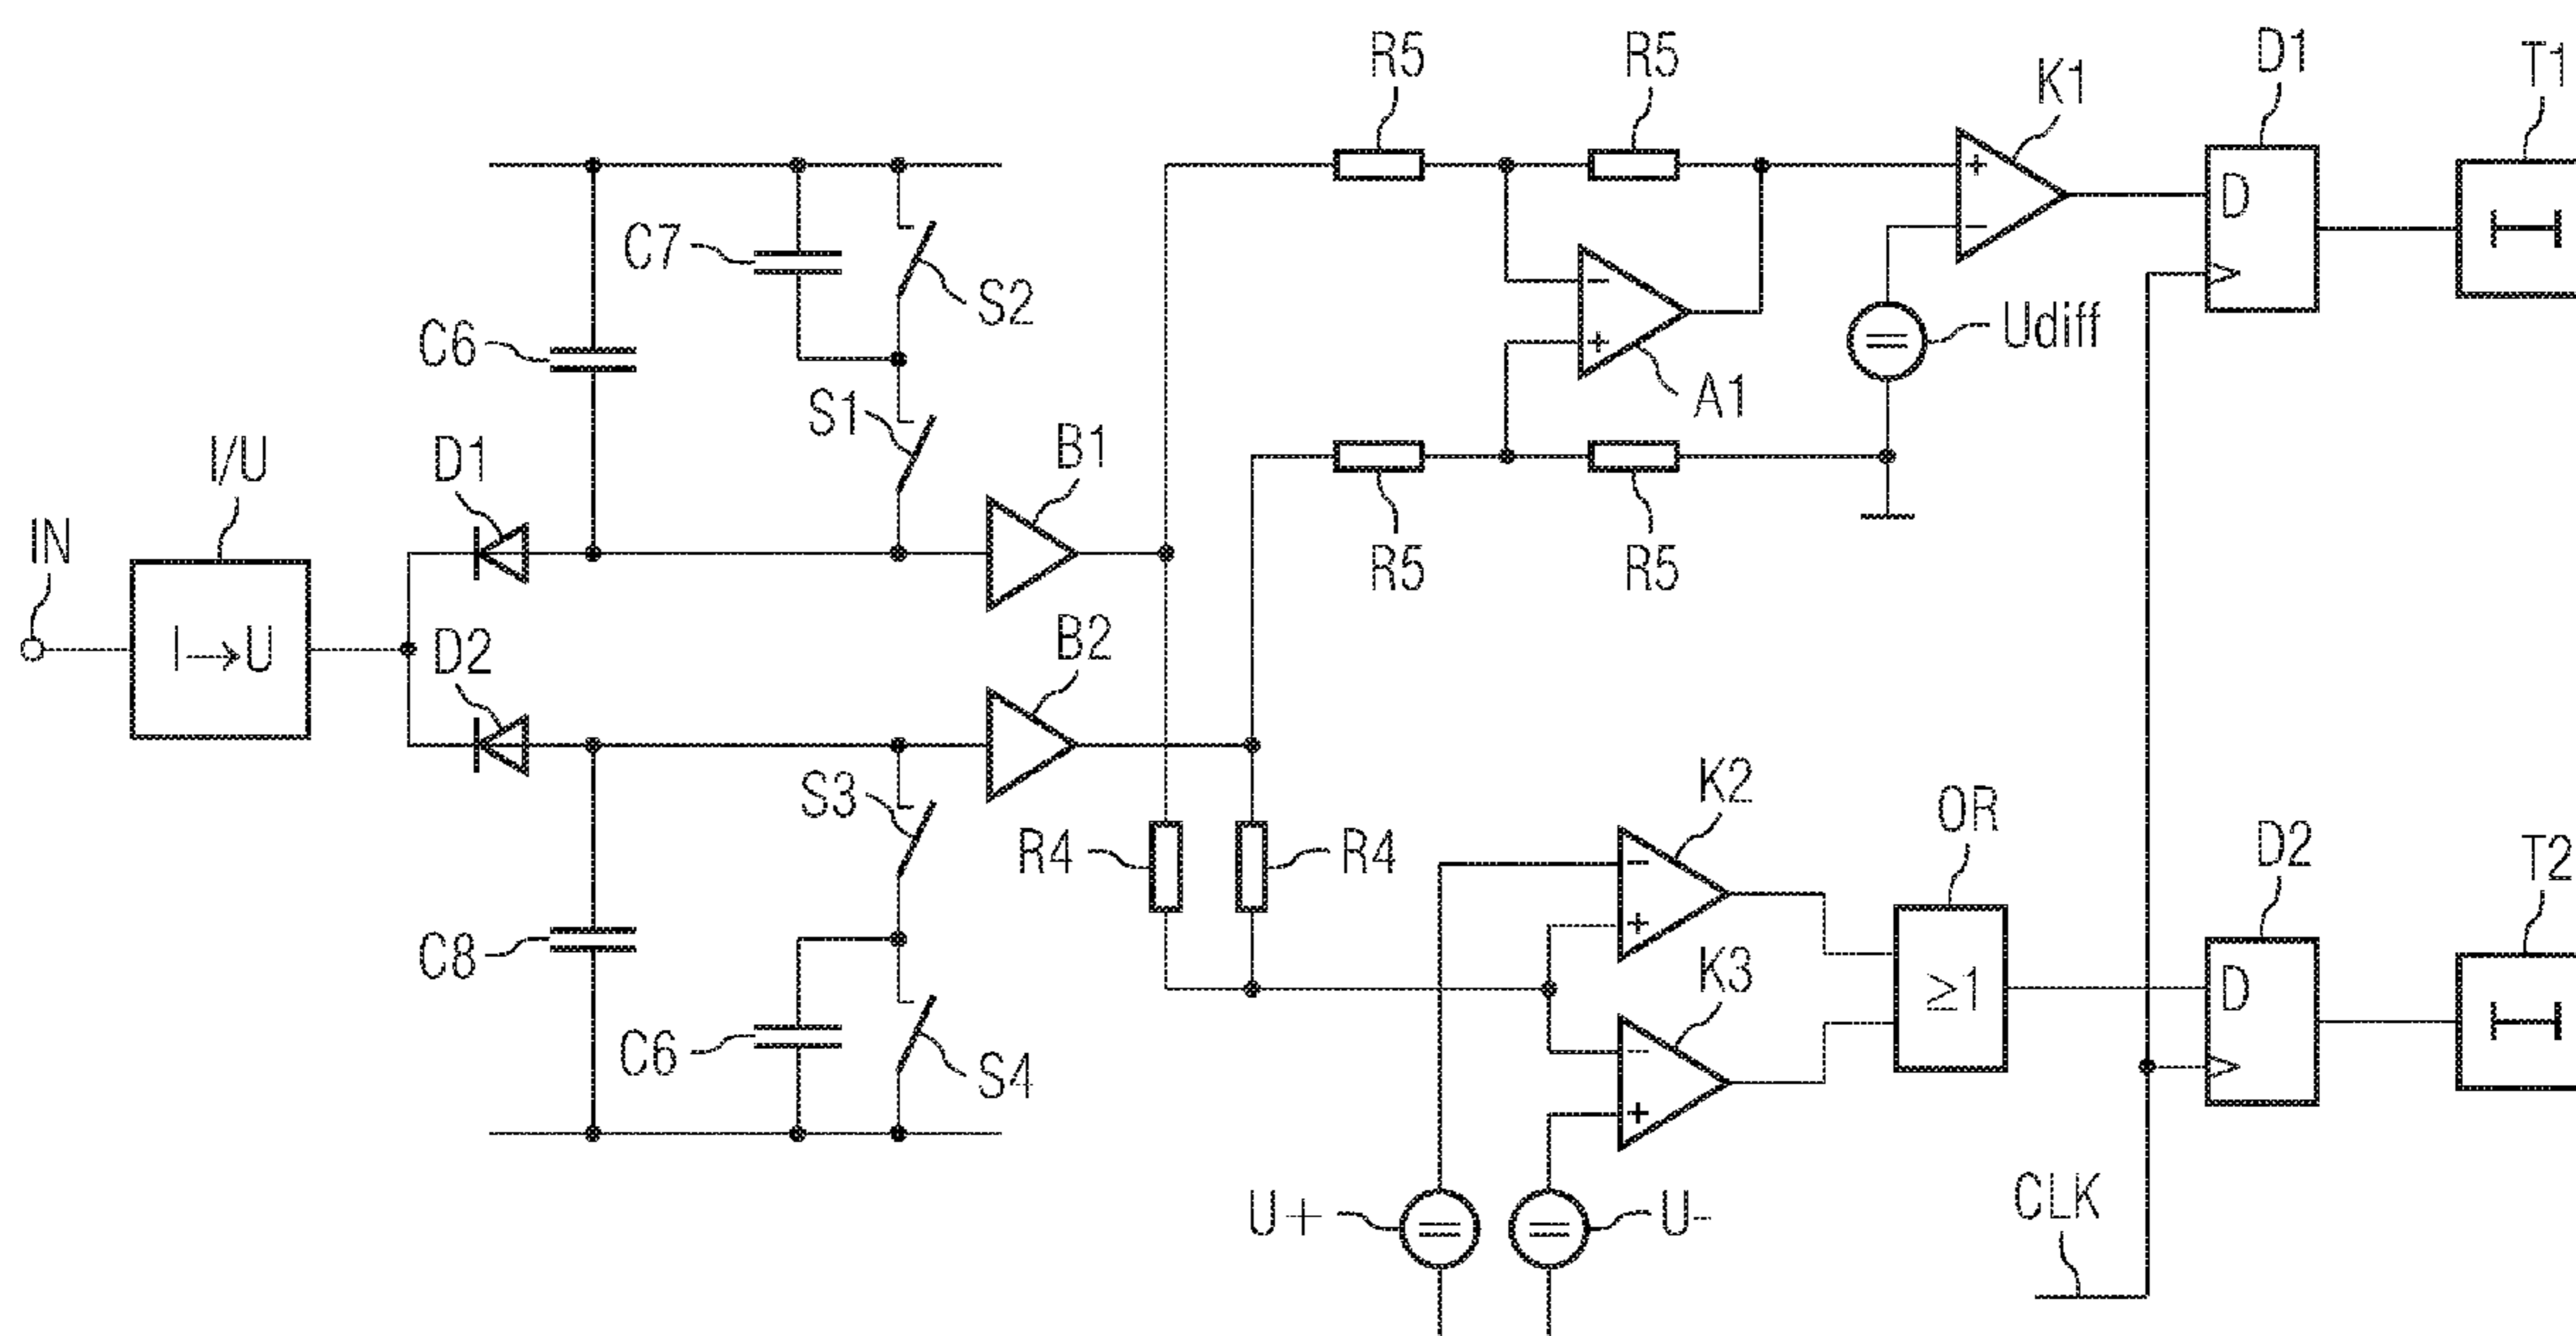 R5
R5
K1
D1
T1
C7
S2
+
D
C6
−
−
Udiff
S1
+
A1
I/U
D1
B1
IN
R5
R5
I→U
D2
B2
S3
K2
OR
D2
T2
R4
R4
−
C8
+
K3
≥1
D
C6
−
S4
+
U+
U-
CLK